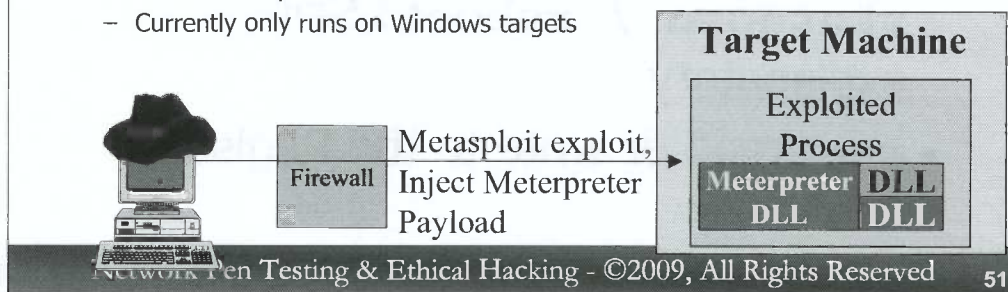 – Currently only runs on Windows targets
Target Machine
Exploited
Process
Meterpreter DLL
DLL DLL
Firewall
Metasploit exploit,
Inject Meterpreter
Payload
Network Pen Testing & Ethical Hacking - ©2009, All Rights Reserved 51